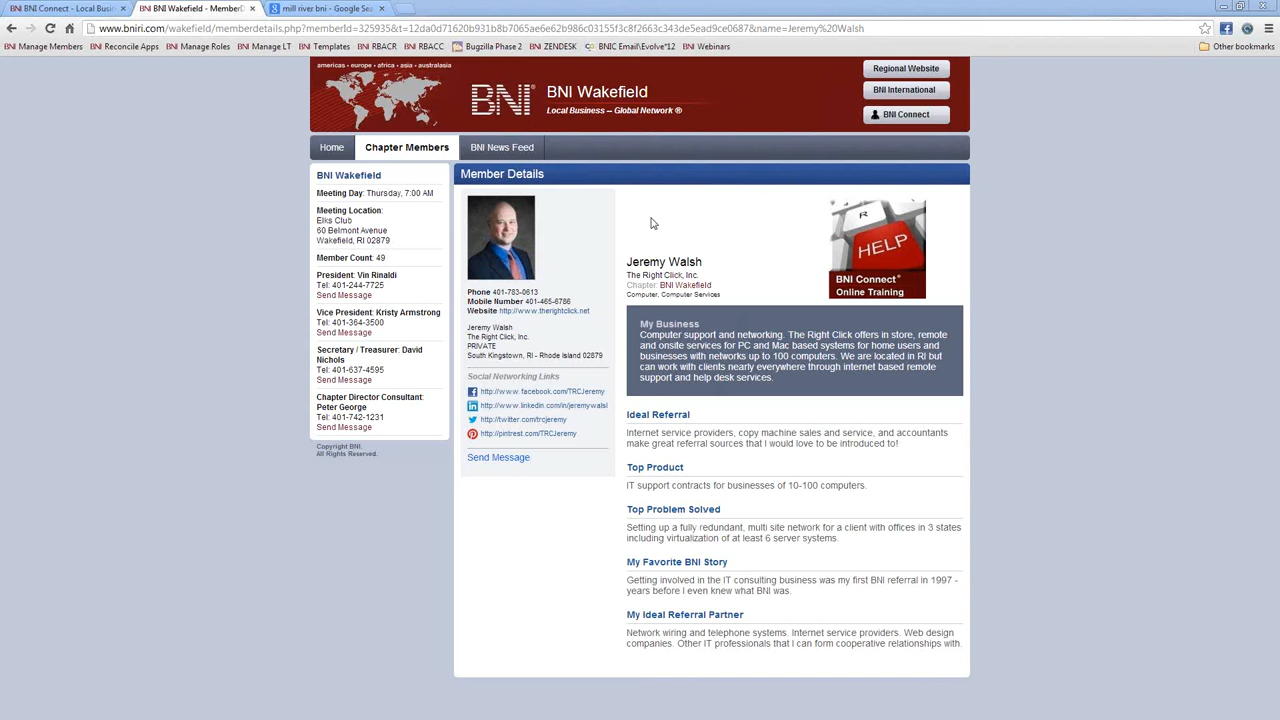 BNI Connect - Local Busin
BNI Wakefield - MemberD
mill river bni - Google Sea
www.bniri.com/wakefield/memberdetails.php?memberId=325935&t=12da0d71620b931b8b7065b0b2cee2628b31e0296cc0155f3c8f2663c343de5ead9ce0687&name=Jeremy%20Walsh
BNI Manage Members BNI Reconcile Apps BNI Manage Roles BNI Manage LT BNI Templates BNI RBACR BNI RBACC Bugzilla Phase 2 BNI ZENDESK BNIC Email\Evolve*12 BNI Webinars Other bookmarks
americas - europe - africa - asia - australasia
BNI®
BNI Wakefield
Local Business -- Global Network ®
Regional Website
BNI International
BNI Connect
Home Chapter Members BNI News Feed
BNI Wakefield
Meeting Day: Thursday, 7:00 AM
Meeting Location:
Elks Club
60 Belmont Avenue
Wakefield, RI 02879
Member Count: 49
President: Vin Rinaldi
Tel: 401-244-7725
Send Message
Vice President: Kristy Armstrong
Tel: 401-364-3500
Send Message
Secretary / Treasurer: David
Nichols
Tel: 401-637-4595
Send Message
Chapter Director Consultant:
Peter George
Tel: 401-742-1231
Send Message
Copyright BNI.
All Rights Reserved.
Member Details
Phone 401-783-0613
Mobile Number 401-465-6786
Website http://www.therightclick.net
Jeremy Walsh
The Right Click, Inc.
PRIVATE
South Kingstown, RI - Rhode Island 02879
Social Networking Links
http://www.facebook.com/TRCJeremy
http://www.linkedin.com/in/jeremywalsl
http://twitter.com/trcjeremy
http://pintrest.com/TRCJeremy
Send Message
Jeremy Walsh
The Right Click, Inc.
Chapter: BNI Wakefield
Computer, Computer Services
R
HELP
BNI Connect®
Online Training
My Business
Computer support and networking. The Right Click offers in store, remote
and onsite services for PC and Mac based systems for home users and
businesses with networks up to 100 computers. We are located in RI but
can work with clients nearly everywhere through internet based remote
support and help desk services.
Ideal Referral
Internet service providers, copy machine sales and service, and accountants
make great referral sources that I would love to be introduced to!
Top Product
IT support contracts for businesses of 10-100 computers.
Top Problem Solved
Setting up a fully redundant, multi site network for a client with offices in 3 states
including virtualization of at least 6 server systems.
My Favorite BNI Story
Getting involved in the IT consulting business was my first BNI referral in 1997 -
years before I even knew what BNI was.
My Ideal Referral Partner
Network wiring and telephone systems. Internet service providers. Web design
companies. Other IT professionals that I can form cooperative relationships with.